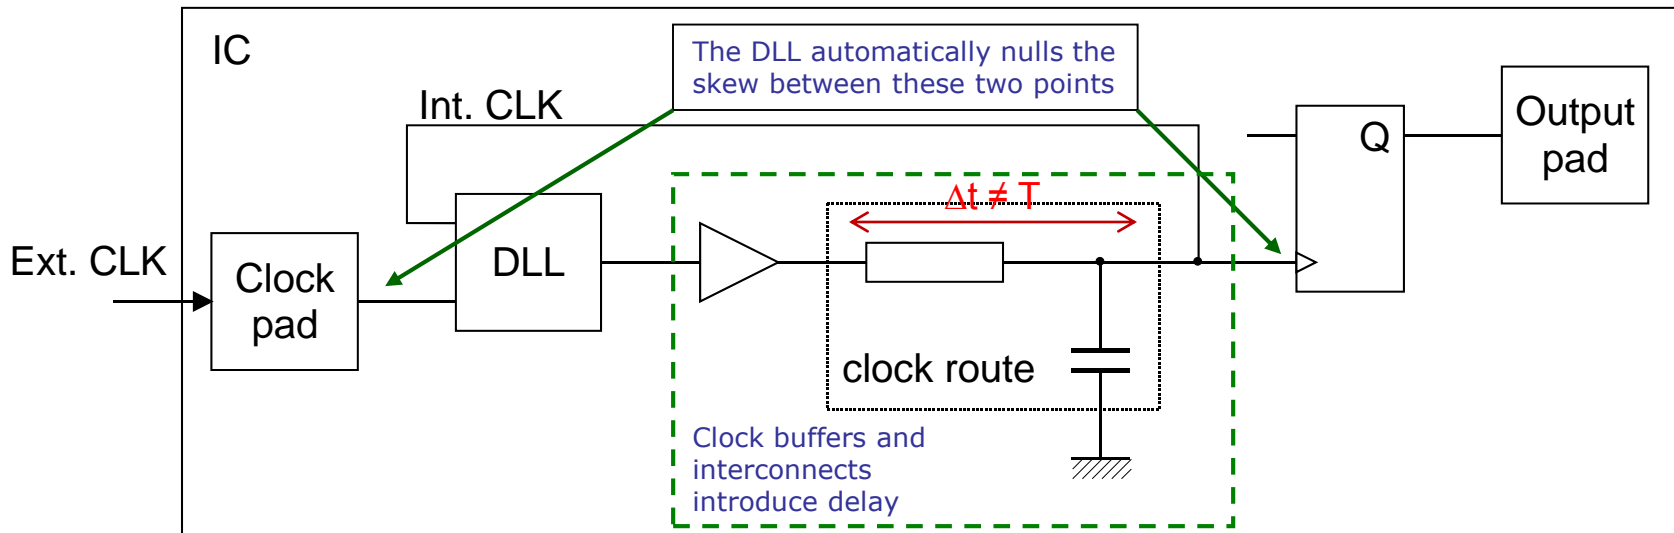 IC
The DLL automatically nulls the
skew between these two points
Int. CLK
Q
Output
pad
Δt ≠ T
Ext. CLK
Clock
pad
DLL
clock route
Clock buffers and
interconnects
introduce delay